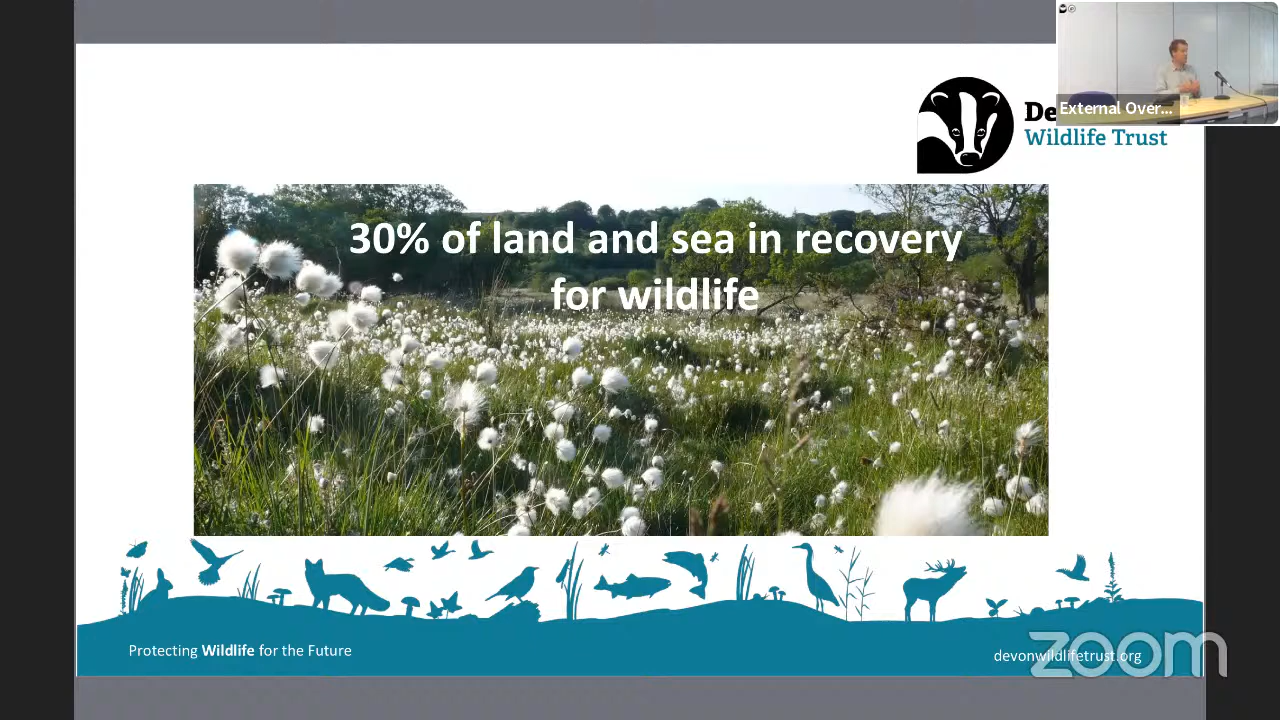 External Over...
De
Wildlife Trust
30% of land and sea in recovery
for wildlife
Protecting Wildlife for the Future
devonwildlifetrust.org
zoom